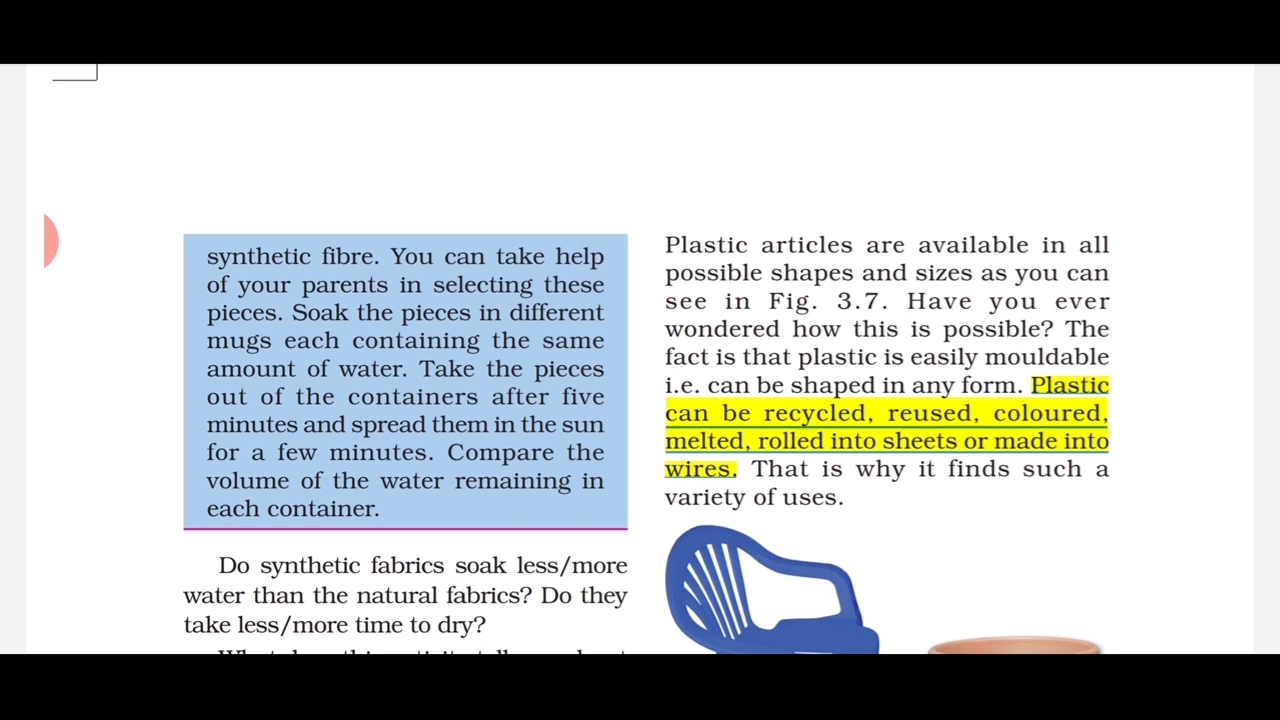 synthetic fibre. You can take help
of your parents in selecting these
pieces. Soak the pieces in different
mugs each containing the same
amount of water. Take the pieces
out of the containers after five
minutes and spread them in the sun
for a few minutes. Compare the
volume of the water remaining in
each container.
Do synthetic fabrics soak less/more
water than the natural fabrics? Do they
take less/more time to dry?
Plastic articles are available in all
possible shapes and sizes as you can
see in Fig. 3.7. Have you ever
wondered how this is possible? The
fact is that plastic is easily mouldable
i.e. can be shaped in any form. Plastic
can be recycled, reused, coloured,
melted, rolled into sheets or made into
wires. That is why it finds such a
variety of uses.